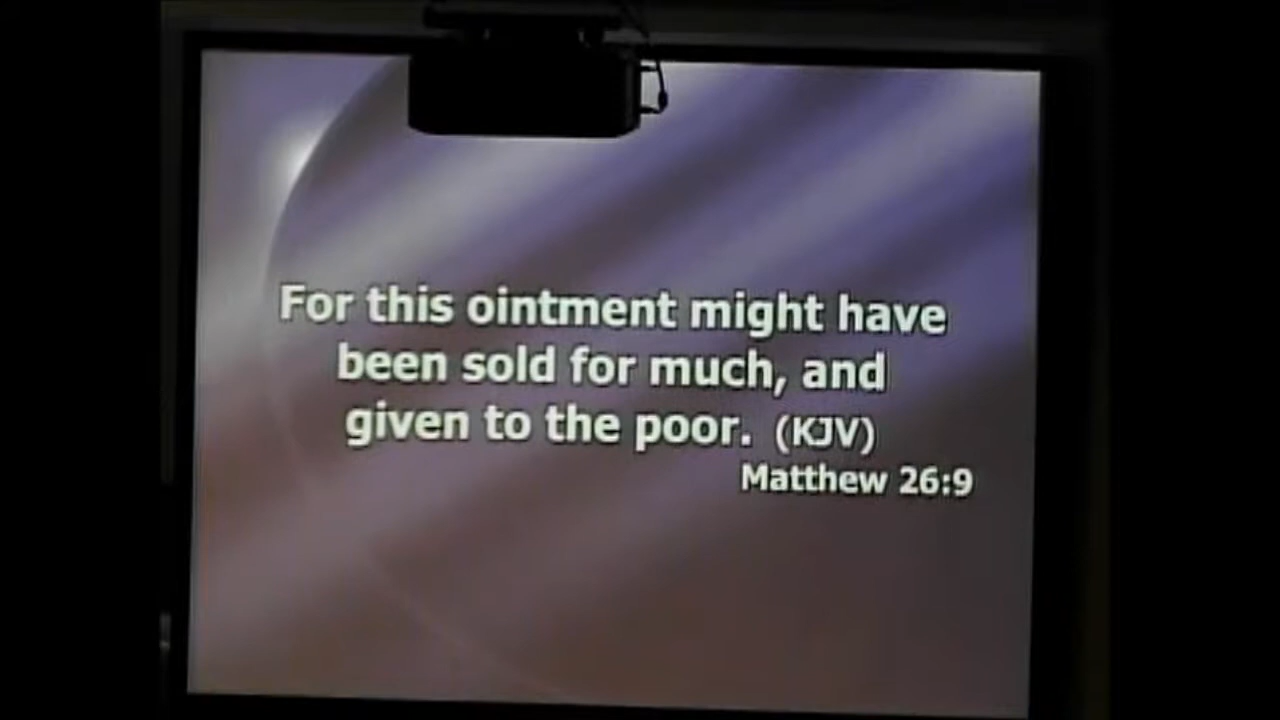 For this ointment might have
been sold for much, and
given to the poor. (KJV)
Matthew 26:9